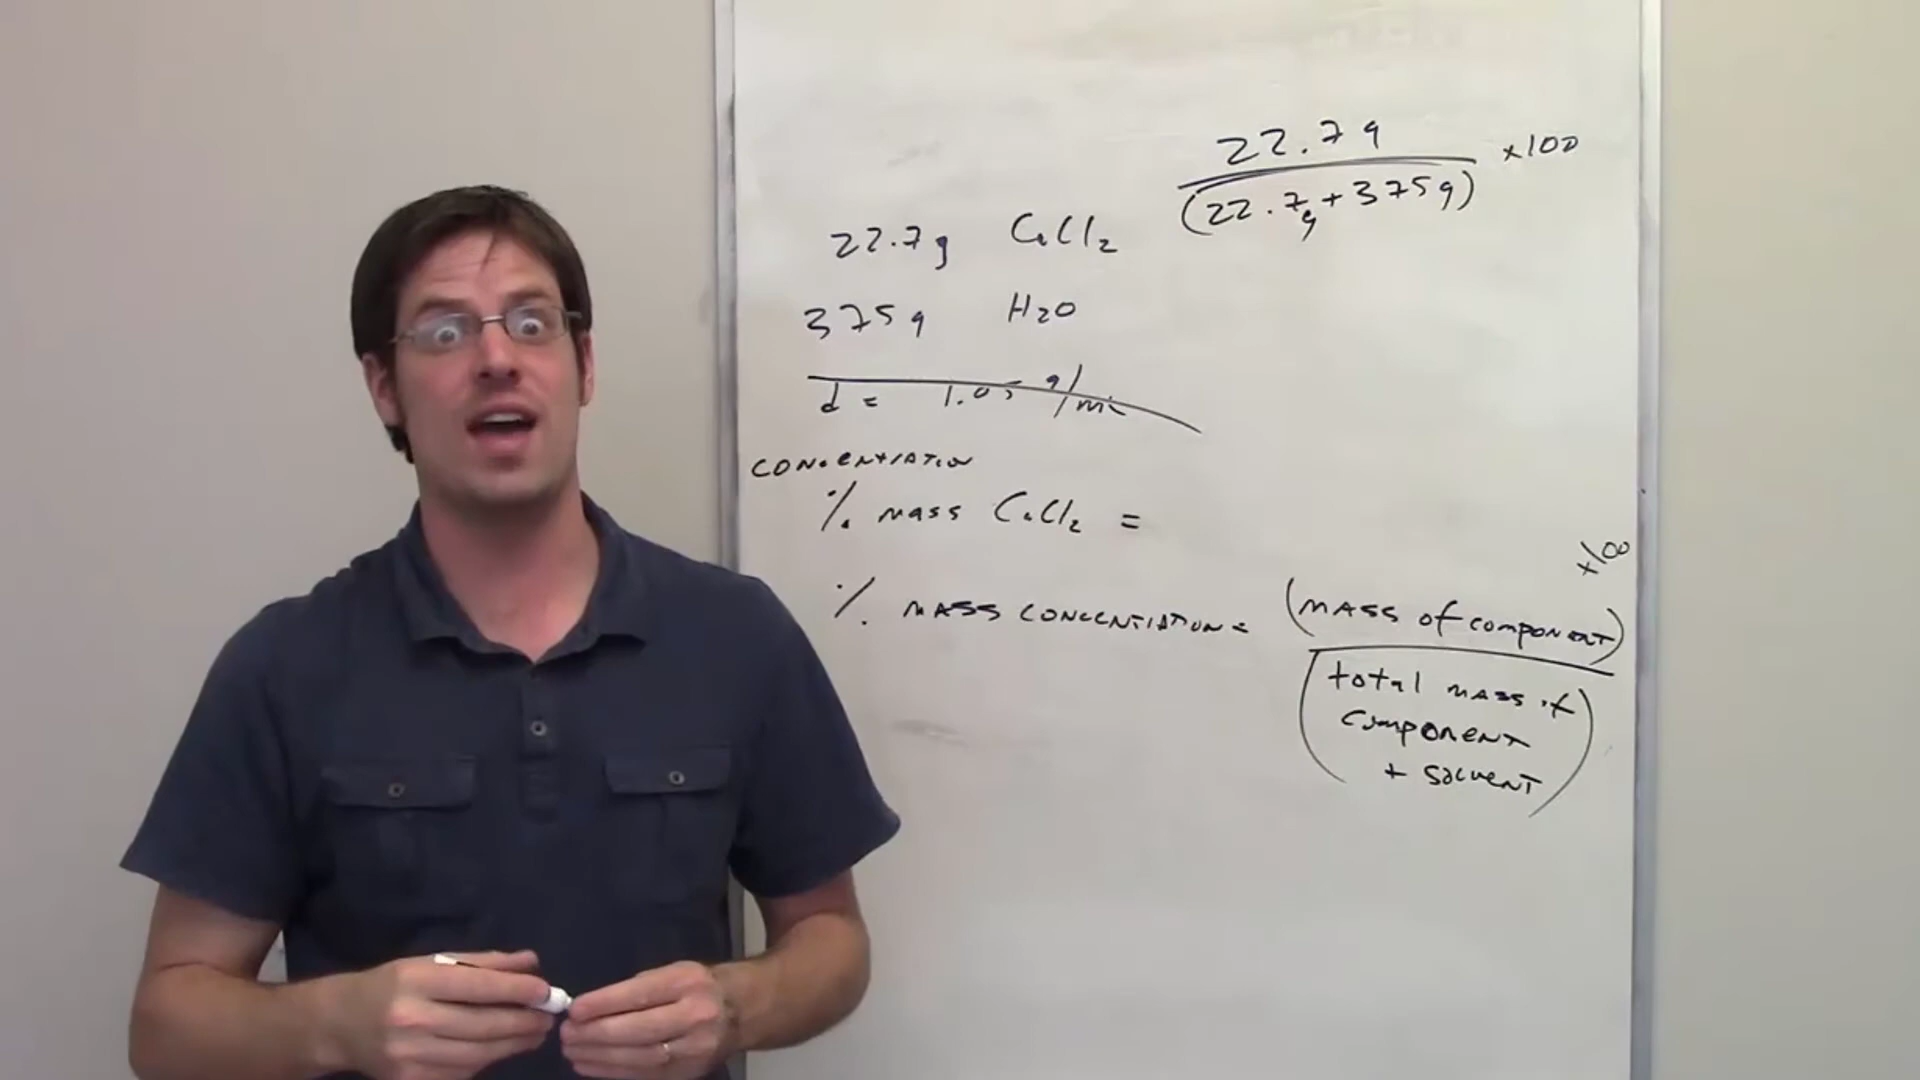 22.7g
(22.7g + 375g)
x100
22.7g CaCl2
375g H2O
d = 1.05 g/mL
CONCENTRATION
% mass CaCl2 =
% MASS CONCENTRATION =
(MASS of component)
x100
(total mass of
component
+ solvent)